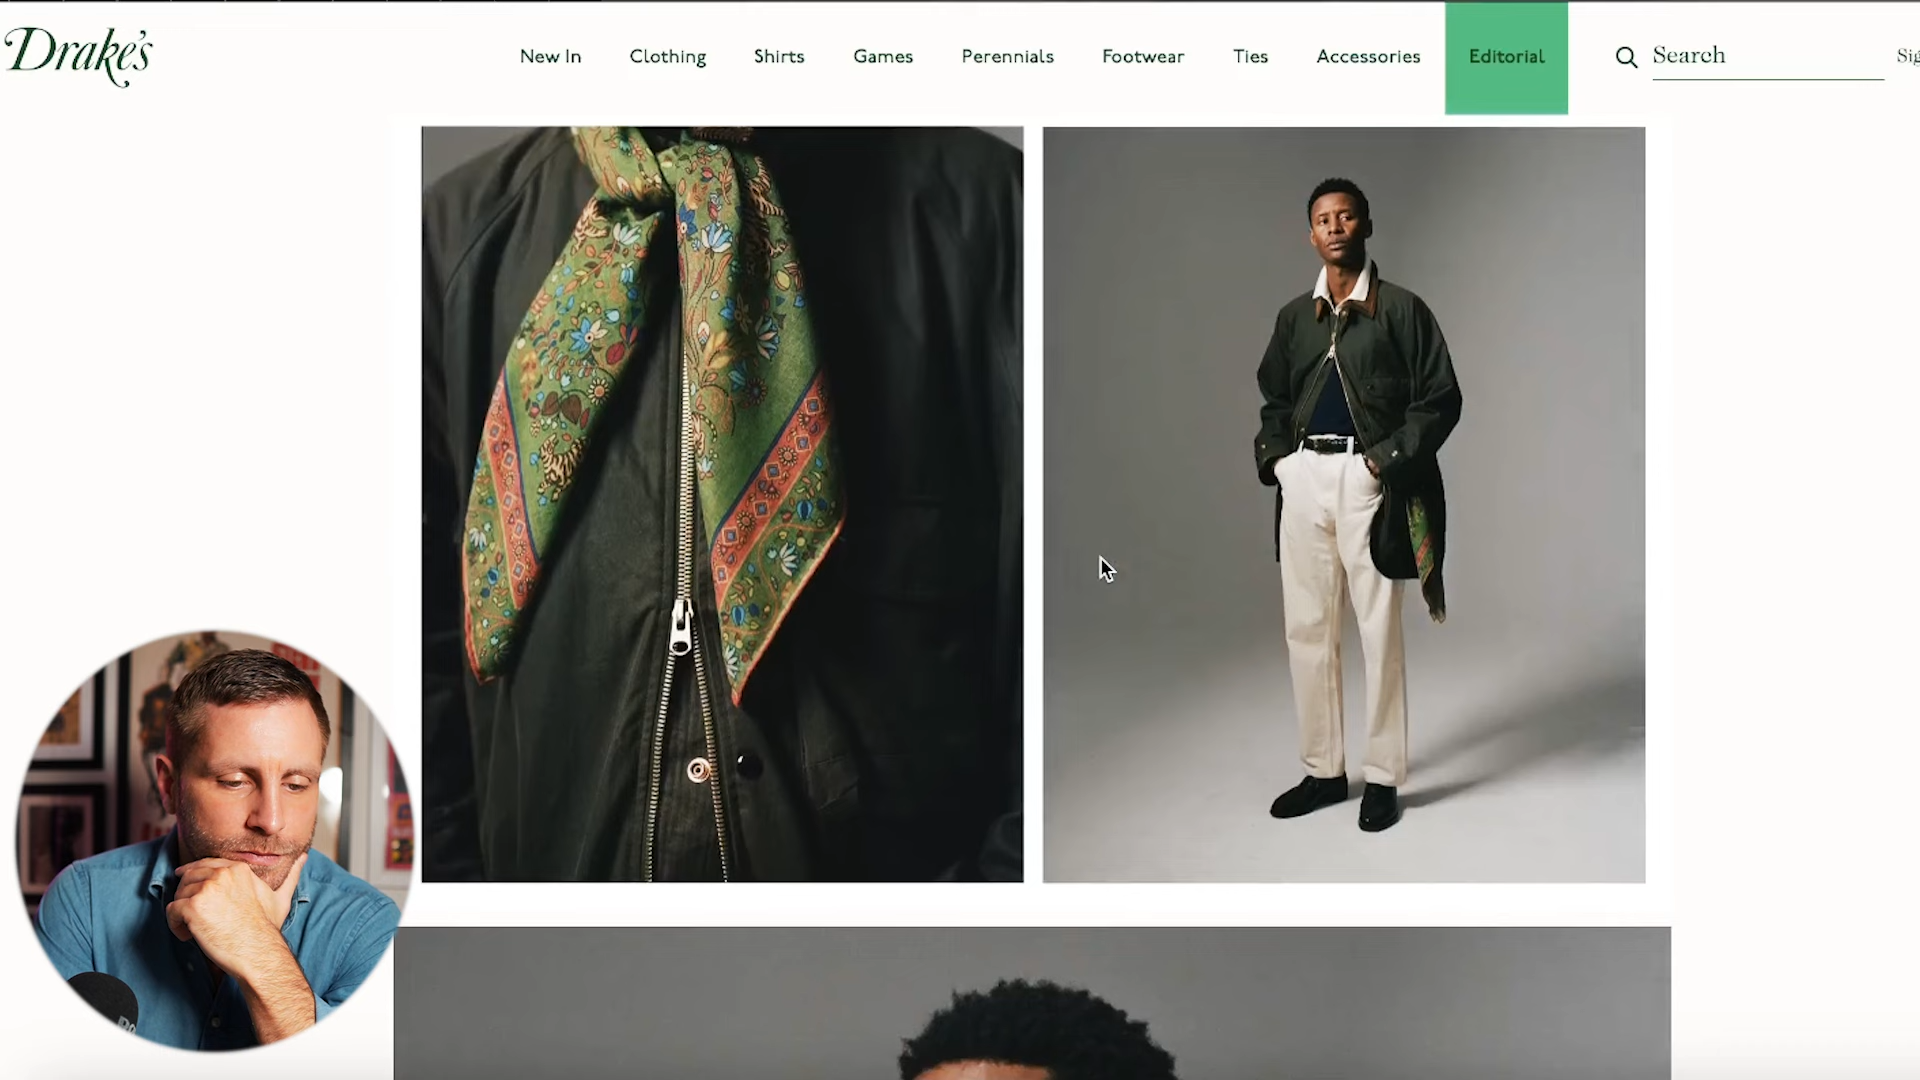 Drake's
New In
Clothing
Shirts
Games
Perennials
Footwear
Ties
Accessories
Editorial
Search